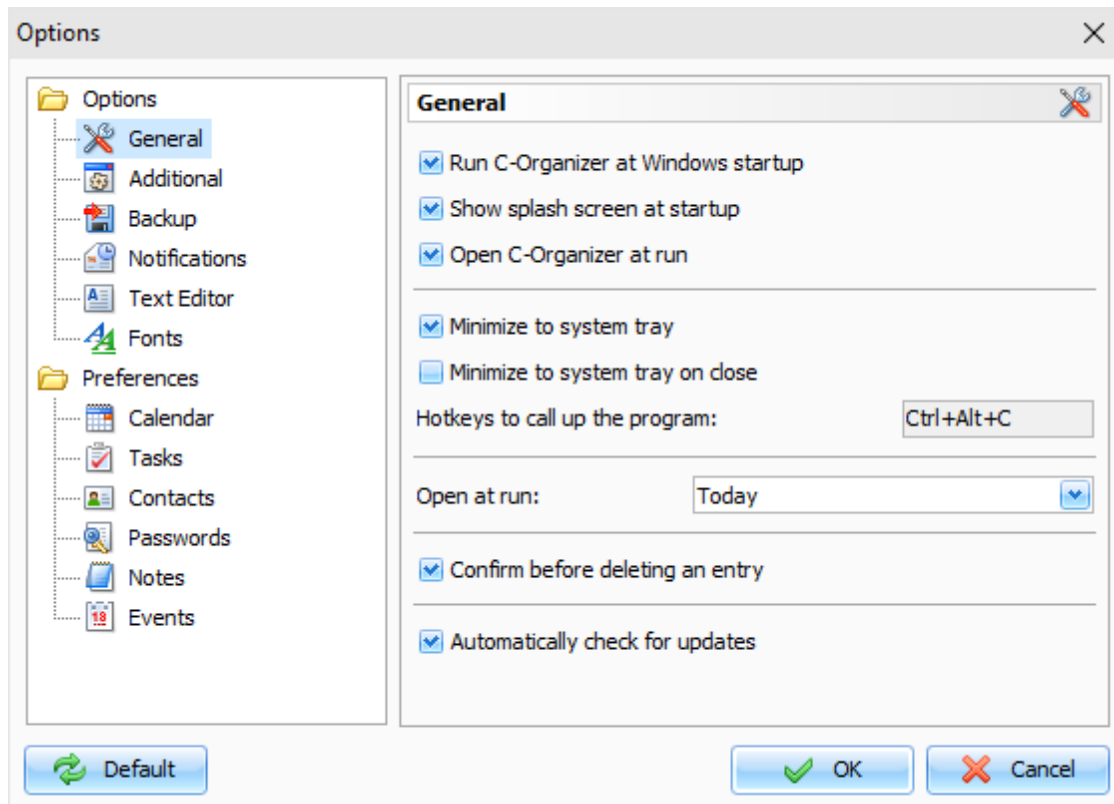 Options
Options
General
Additional
Backup
Notifications
Text Editor
Fonts
Preferences
Calendar
Tasks
Contacts
Passwords
Notes
Events
General
Run C-Organizer at Windows startup
Show splash screen at startup
Open C-Organizer at run
Minimize to system tray
Minimize to system tray on close
Hotkeys to call up the program: Ctrl+Alt+C
Open at run: Today
Confirm before deleting an entry
Automatically check for updates
Default OK Cancel